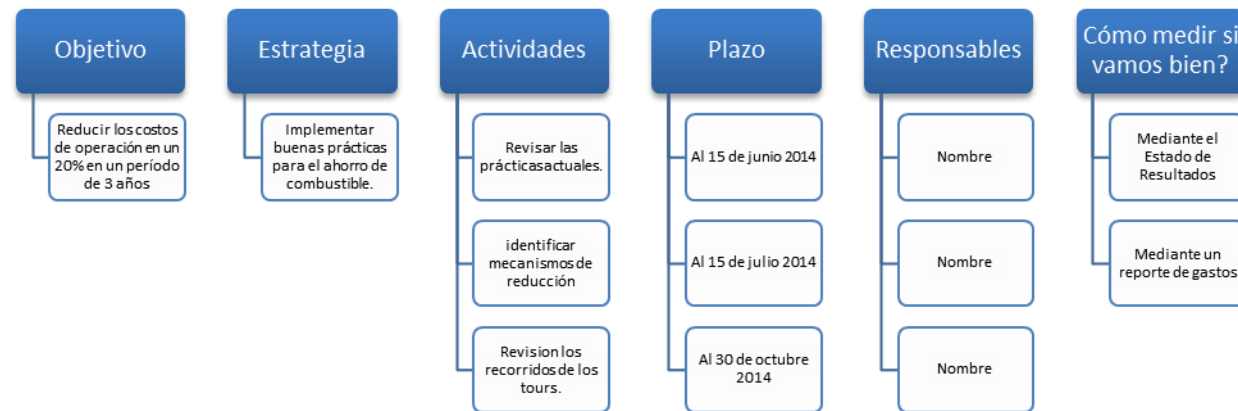 Objetivo
Reducir los costos
de operación en un
20% en un período
de 3 años
Estrategia
Implementar
buenas prácticas
para el ahorro de
combustible.
Actividades
Revisar las
prácticas actuales.
identificar
mecanismos de
reducción
Revision los
recorridos de los
tours.
Plazo
Al 15 de junio 2014
Al 15 de julio 2014
Al 30 de octubre
2014
Responsables
Nombre
Nombre
Nombre
Cómo medir si
vamos bien?
Mediante el
Estado de
Resultados
Mediante un
reporte de gastos